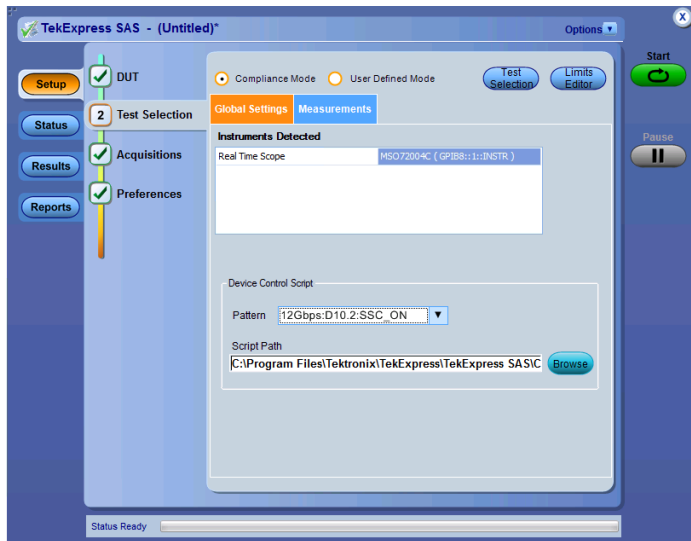 TekExpress SAS - (Untitled)*
Options
x
Start
Setup
Status
Results
Reports
DUT
2 Test Selection
Acquisitions
Preferences
Compliance Mode User Defined Mode
Test Selection
Limits Editor
Pause
Global Settings Measurements
Instruments Detected
Real Time Scope MSO72004C ( GPIB8::1::INSTR )
Device Control Script
Pattern 12Gbps:D10.2:SSC_ON
Script Path
C:\Program Files\Tektronix\TekExpress\TekExpress SAS\C
Browse
Status Ready